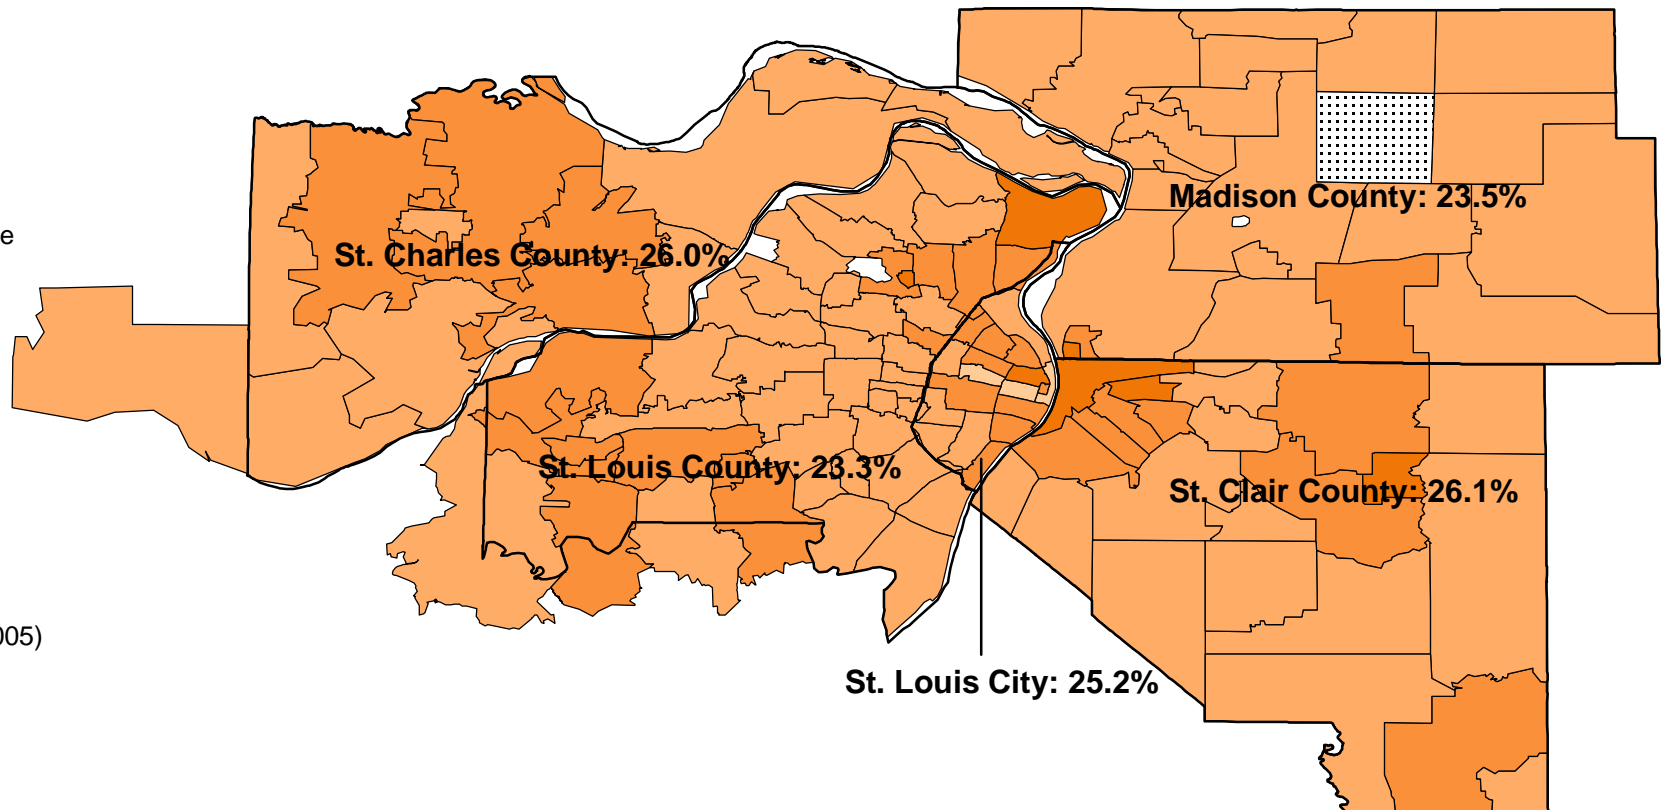 Madison County: 23.5%
e
St. Charles County: 26.0%
St. Louis County: 23.3%
St. Clair County: 26.1%
005)
St. Louis City: 25.2%